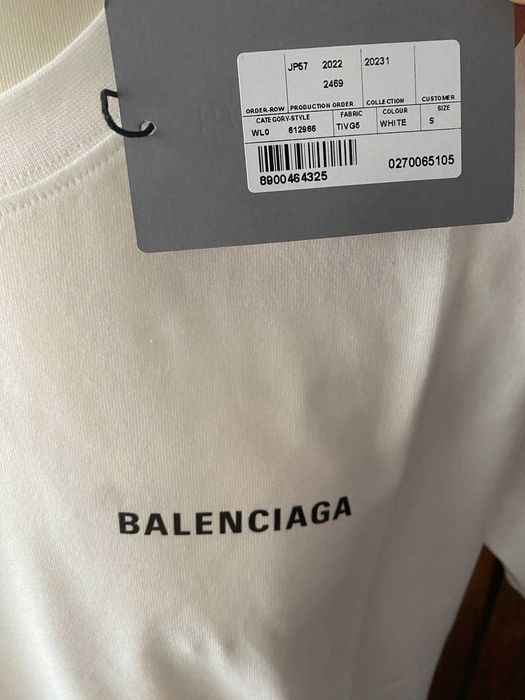 JP57 2022 20231
2469
ORDER-ROW PRODUCTION ORDER COLLECTION CUSTOMER
CATEGORY-STYLE FABRIC COLOUR SIZE
WL0 612966 TIVG5 WHITE S
8900464325 0270065105
BALENCIAGA